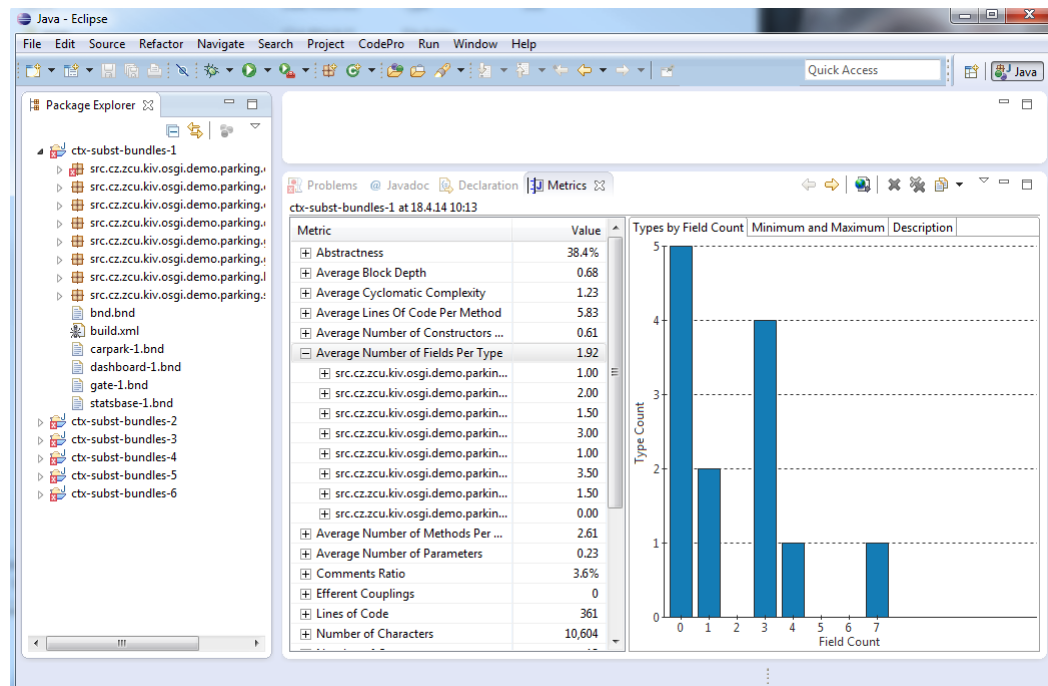 Java - Eclipse
File Edit Source Refactor Navigate Search Project CodePro Run Window Help
Quick Access
Java
Package Explorer
ctx-subst-bundles-1
src.cz.zcu.kiv.osgi.demo.parking.
src.cz.zcu.kiv.osgi.demo.parking.
src.cz.zcu.kiv.osgi.demo.parking.
src.cz.zcu.kiv.osgi.demo.parking.
src.cz.zcu.kiv.osgi.demo.parking.
src.cz.zcu.kiv.osgi.demo.parking.
src.cz.zcu.kiv.osgi.demo.parking.
src.cz.zcu.kiv.osgi.demo.parking.
bnd.bnd
build.xml
carpark-1.bnd
dashboard-1.bnd
gate-1.bnd
statsbase-1.bnd
ctx-subst-bundles-2
ctx-subst-bundles-3
ctx-subst-bundles-4
ctx-subst-bundles-5
ctx-subst-bundles-6
Problems @ Javadoc Declaration Metrics
ctx-subst-bundles-1 at 18.4.14 10:13
Metric Value
Abstractness 38.4%
Average Block Depth 0.68
Average Cyclomatic Complexity 1.23
Average Lines Of Code Per Method 5.83
Average Number of Constructors ... 0.61
Average Number of Fields Per Type 1.92
src.cz.zcu.kiv.osgi.demo.parkin... 1.00
src.cz.zcu.kiv.osgi.demo.parkin... 2.00
src.cz.zcu.kiv.osgi.demo.parkin... 1.50
src.cz.zcu.kiv.osgi.demo.parkin... 3.00
src.cz.zcu.kiv.osgi.demo.parkin... 1.00
src.cz.zcu.kiv.osgi.demo.parkin... 3.50
src.cz.zcu.kiv.osgi.demo.parkin... 1.50
src.cz.zcu.kiv.osgi.demo.parkin... 0.00
Average Number of Methods Per ... 2.61
Average Number of Parameters 0.23
Comments Ratio 3.6%
Efferent Couplings 0
Lines of Code 361
Number of Characters 10,604
Types by Field Count Minimum and Maximum Description
5
4
3
2
1
0
Type Count
0 1 2 3 4 5 6 7
Field Count